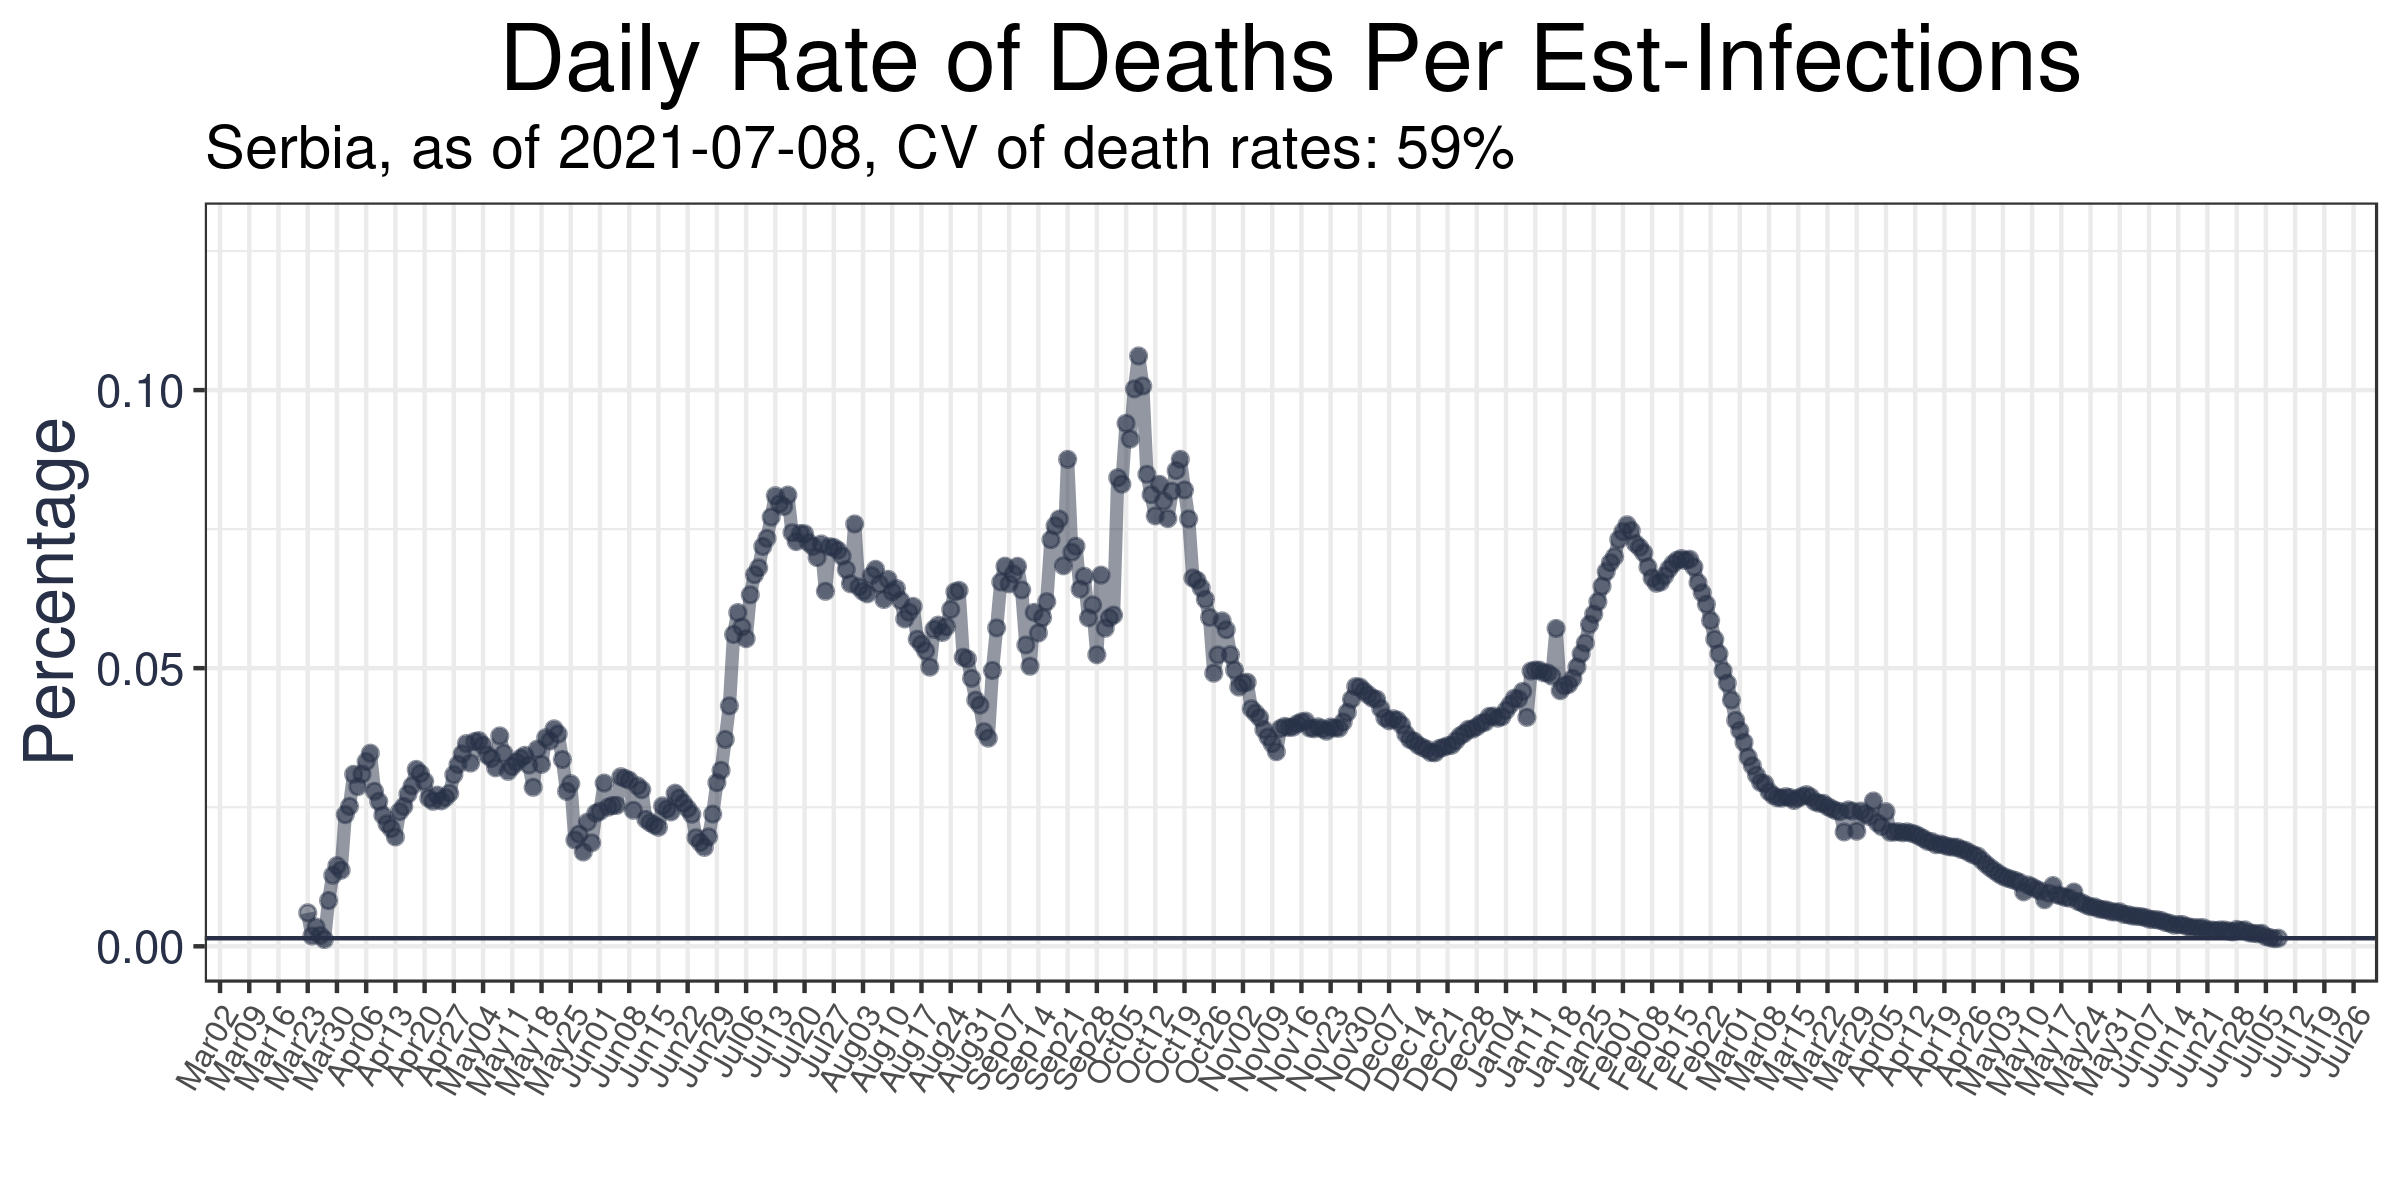 Daily Rate of Deaths Per Est-Infections
Serbia, as of 2021-07-08, CV of death rates: 59%
Percentage
0.10
0.05
0.00
Mar02
Mar09
Mar16
Mar23
Mar30
Apr06
Apr13
Apr20
Apr27
May04
May11
May18
May25
Jun01
Jun08
Jun15
Jun22
Jun29
Jul06
Jul13
Jul20
Jul27
Aug03
Aug10
Aug17
Aug24
Aug31
Sep07
Sep14
Sep21
Sep28
Oct05
Oct12
Oct19
Oct26
Nov02
Nov09
Nov16
Nov23
Nov30
Dec07
Dec14
Dec21
Dec28
Jan04
Jan11
Jan18
Jan25
Feb01
Feb08
Feb15
Feb22
Mar01
Mar08
Mar15
Mar22
Mar29
Apr05
Apr12
Apr19
Apr26
May03
May10
May17
May24
May31
Jun07
Jun14
Jun21
Jun28
Jul05
Jul12
Jul19
Jul26